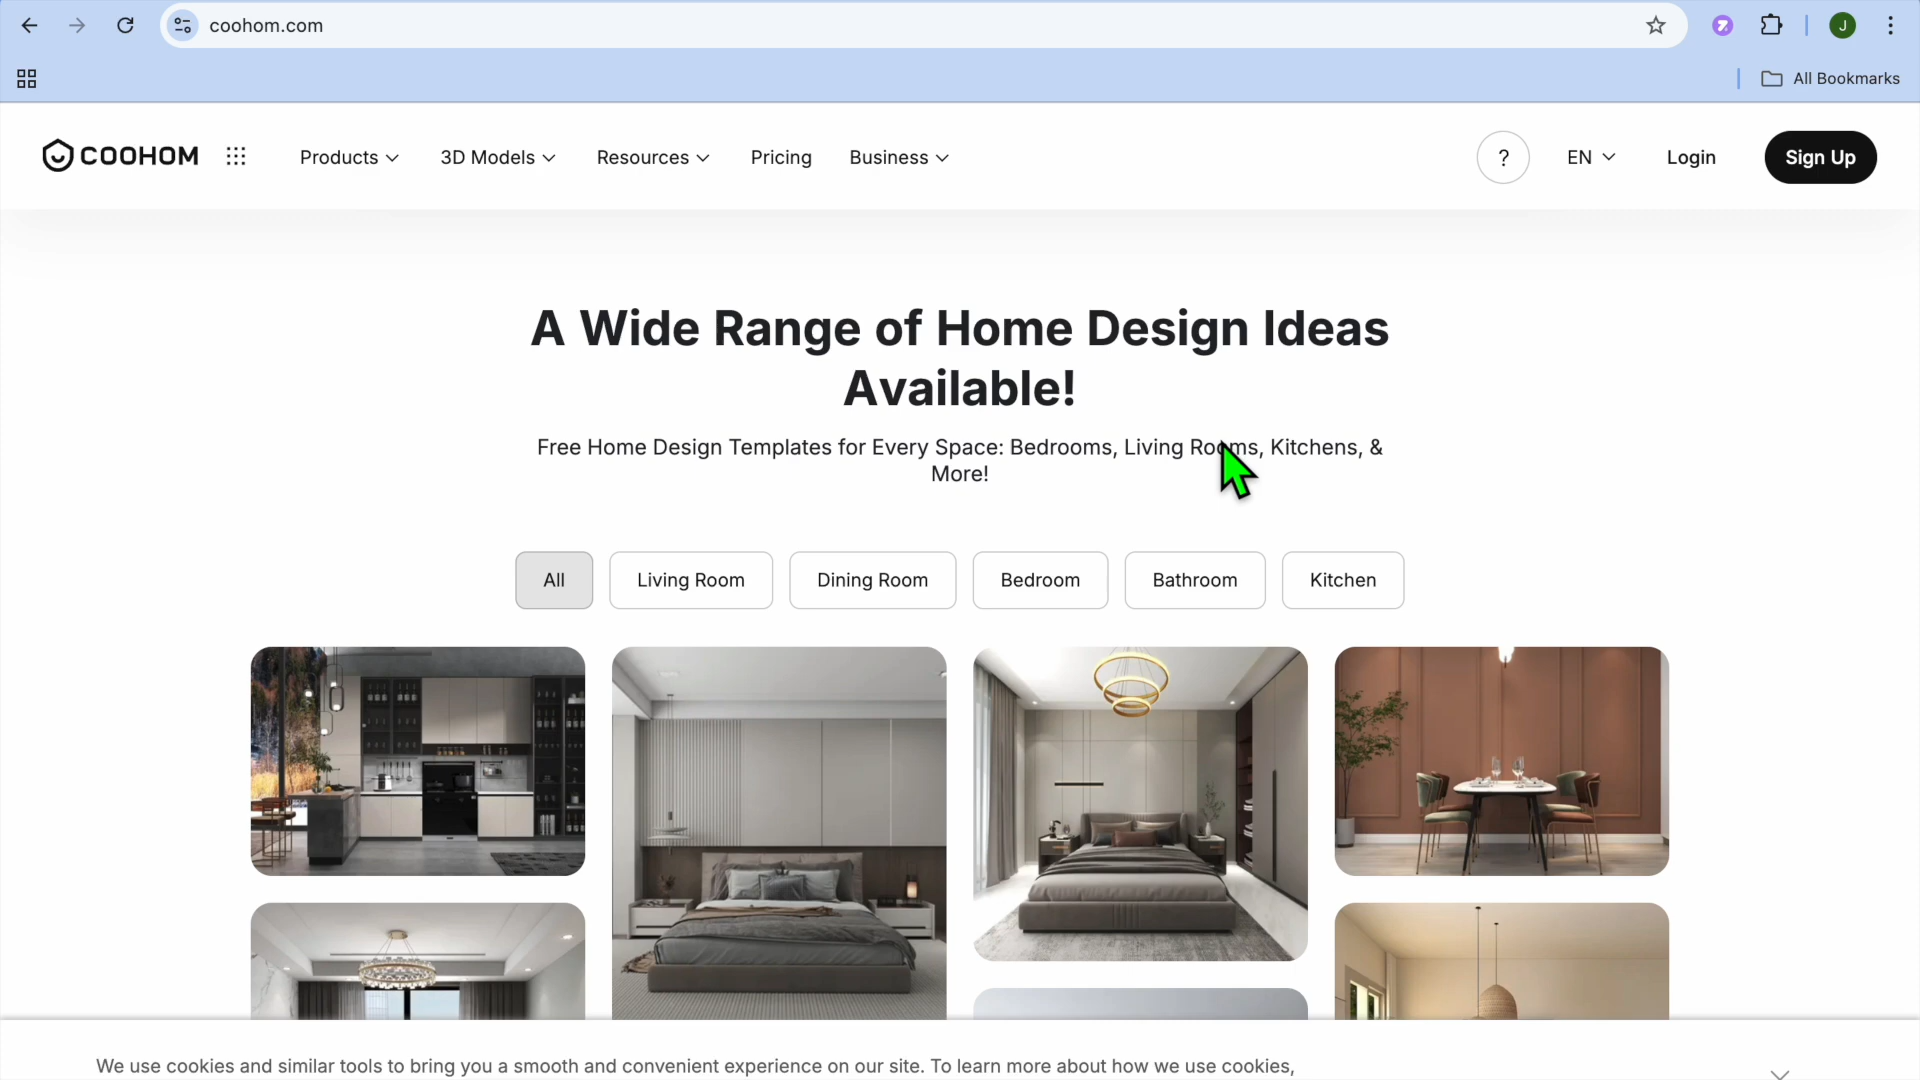 coohom.com
J
All Bookmarks
COOHOM
Products
3D Models
Resources
Pricing
Business
?
EN
Login
Sign Up
A Wide Range of Home Design Ideas
Available!
Free Home Design Templates for Every Space: Bedrooms, Living Rooms, Kitchens, &
More!
All
Living Room
Dining Room
Bedroom
Bathroom
Kitchen
We use cookies and similar tools to bring you a smooth and convenient experience on our site. To learn more about how we use cookies,